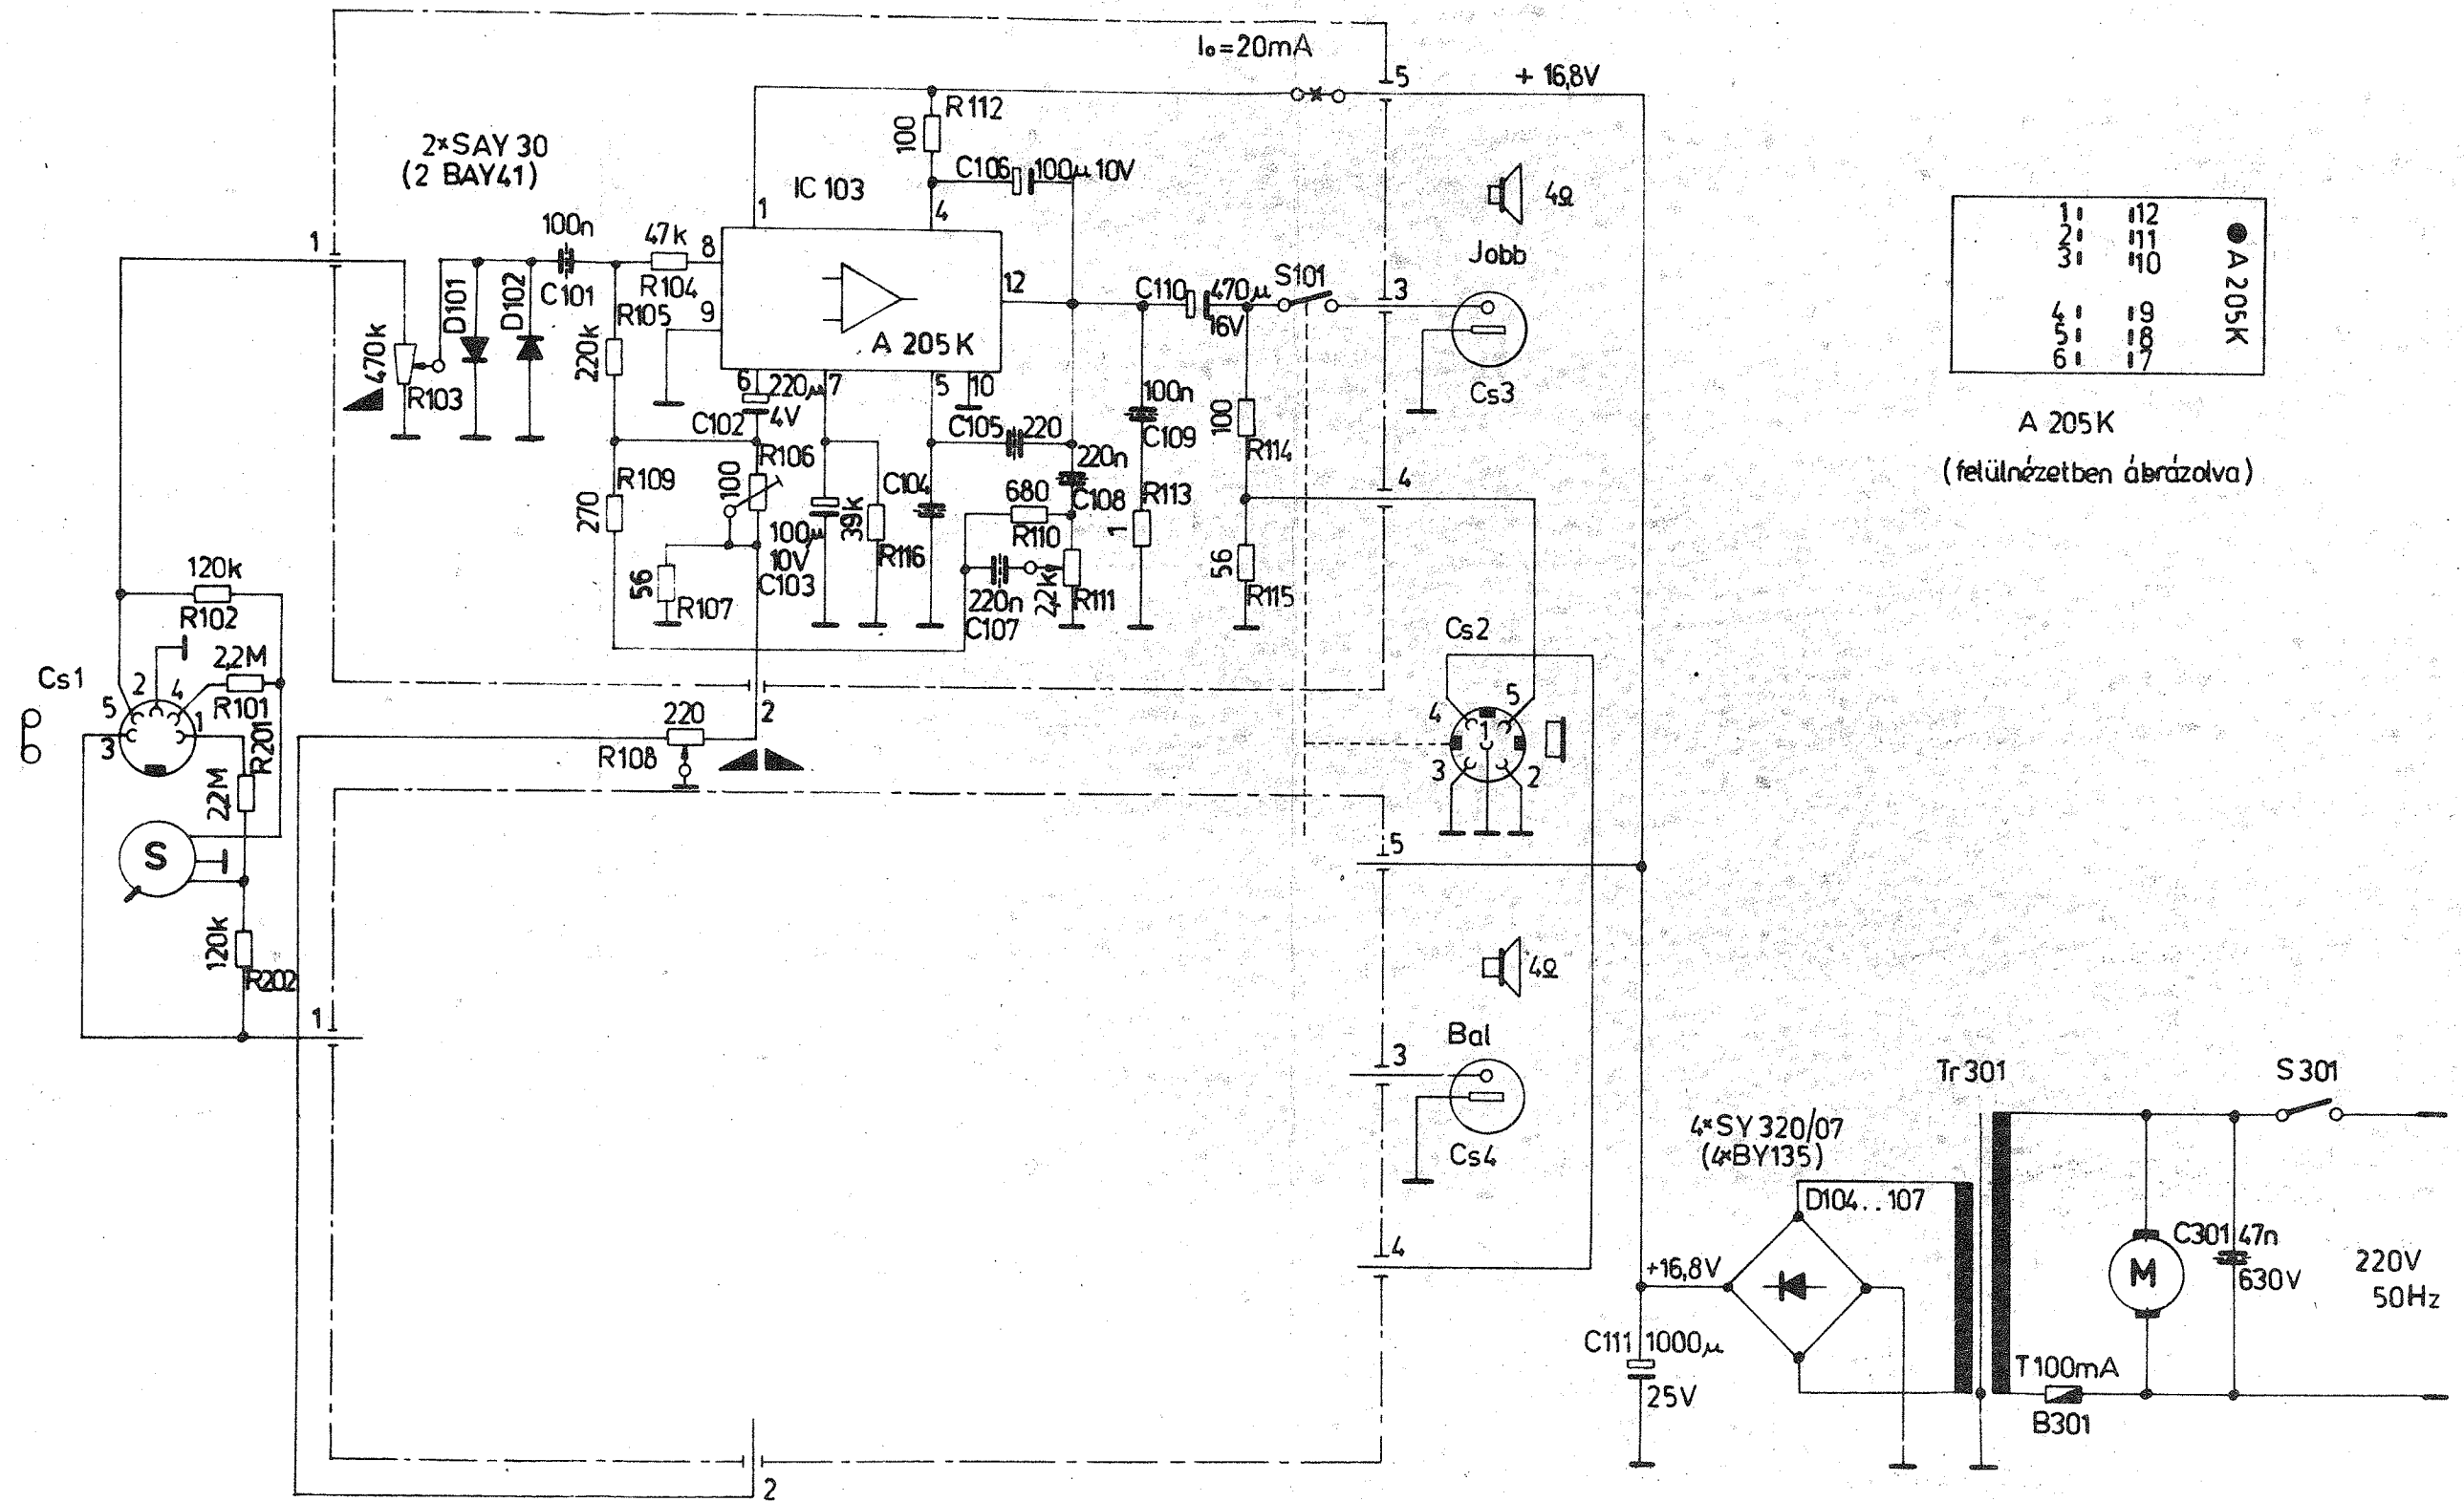 I₀=20mA
5
+ 16,8V
R112
100
2×SAY 30
(2 BAY41)
C106
100μ 10V
IC 103
4Ω
1
4
1
12
2
11
3
10
4
9
5
8
6
7
A 205K
100n
47k
8
1
Jobb
C101
R104
12
C110
470μ
16V
S101
3
D101
D102
R105
9
220k
A 205K
470k
R103
6
220μ
4V
7
5
10
Cs3
100n
C109
100
R114
A 205K
(felülnézetben ábrázolva)
C102
R106
C105
220
220n
C108
4
R109
270
100
C104
680
R113
1
39k
R110
100μ
10V
C103
R116
56
R107
220n
C107
2,2k
R111
56
R115
120k
R102
Cs2
Cs1
2
2,2M
4
5
R101
1
3
R201
2
220
R108
4
5
1
3
2
2,2M
S
5
120k
R202
4Ω
1
Bal
3
Cs4
Tr301
S301
4×SY320/07
(4×BY135)
D104..107
4
+16,8V
M
C301
47n
630V
220V
50Hz
C111
1000μ
25V
T100mA
B301
2